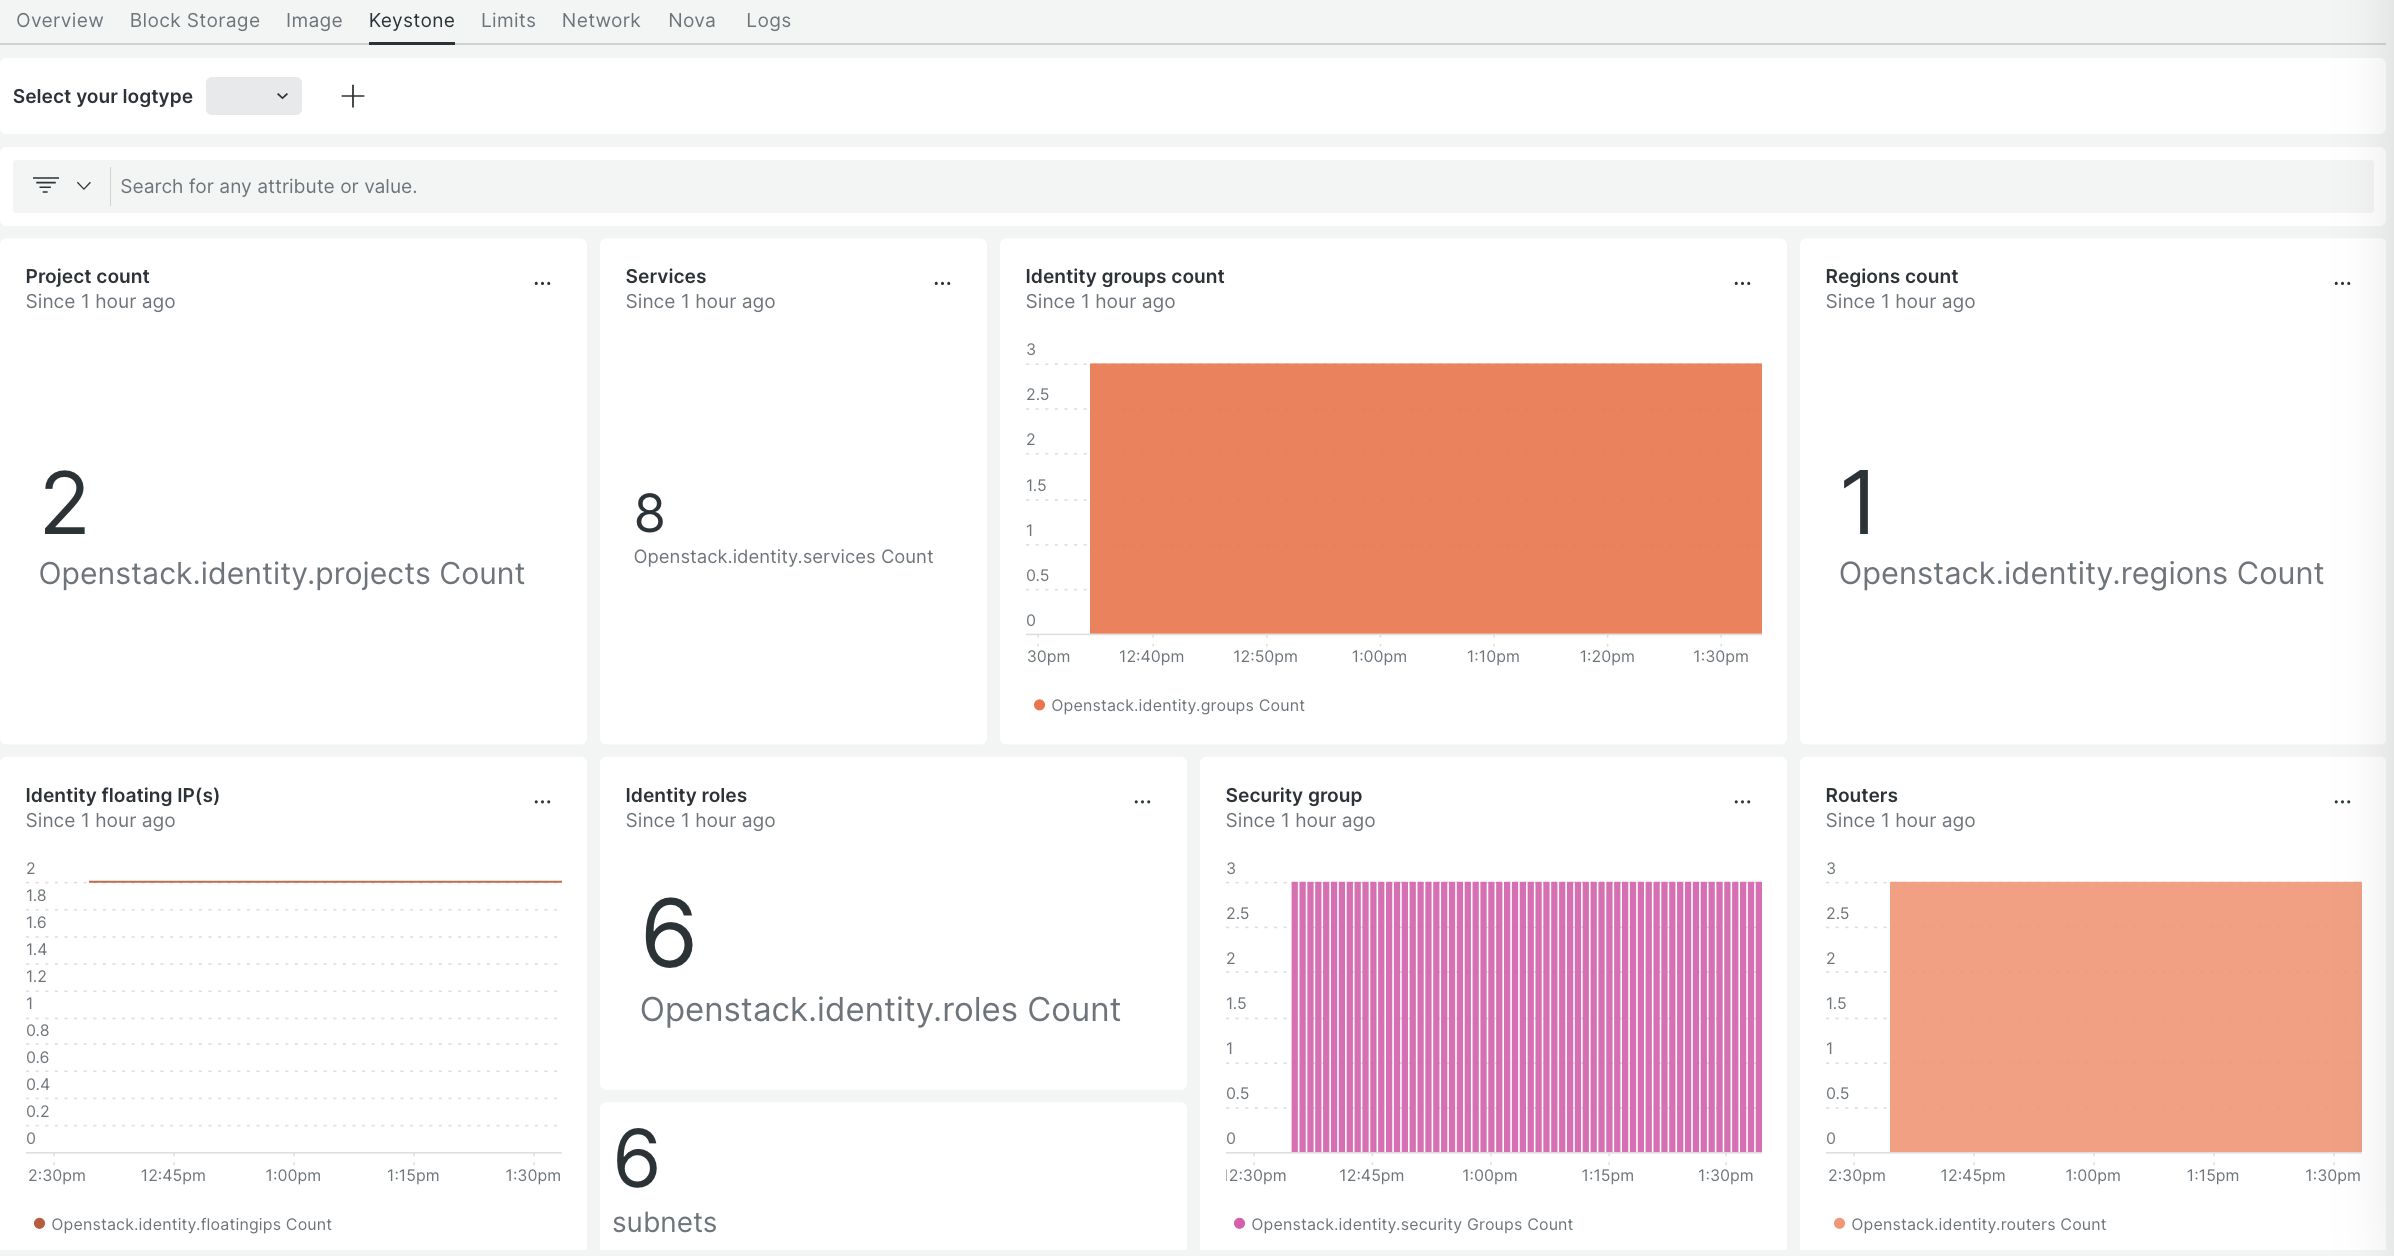 Overview Block Storage Image Keystone Limits Network Nova Logs
Select your logtype
Search for any attribute or value.
Project count
Since 1 hour ago
...
2
Openstack.identity.projects Count
Services
Since 1 hour ago
...
8
Openstack.identity.services Count
Identity groups count
Since 1 hour ago
...
3
2.5
2
1.5
1
0.5
0
30pm 12:40pm 12:50pm 1:00pm 1:10pm 1:20pm 1:30pm
Openstack.identity.groups Count
Regions count
Since 1 hour ago
...
1
Openstack.identity.regions Count
Identity floating IP(s)
Since 1 hour ago
...
2
1.8
1.6
1.4
1.2
1
0.8
0.6
0.4
0.2
0
2:30pm 12:45pm 1:00pm 1:15pm 1:30pm
Openstack.identity.floatingips Count
Identity roles
Since 1 hour ago
...
6
Openstack.identity.roles Count
6
subnets
Security group
Since 1 hour ago
...
3
2.5
2
1.5
1
0.5
0
12:30pm 12:45pm 1:00pm 1:15pm 1:30pm
Openstack.identity.security Groups Count
Routers
Since 1 hour ago
...
3
2.5
2
1.5
1
0.5
0
2:30pm 12:45pm 1:00pm 1:15pm 1:30pm
Openstack.identity.routers Count